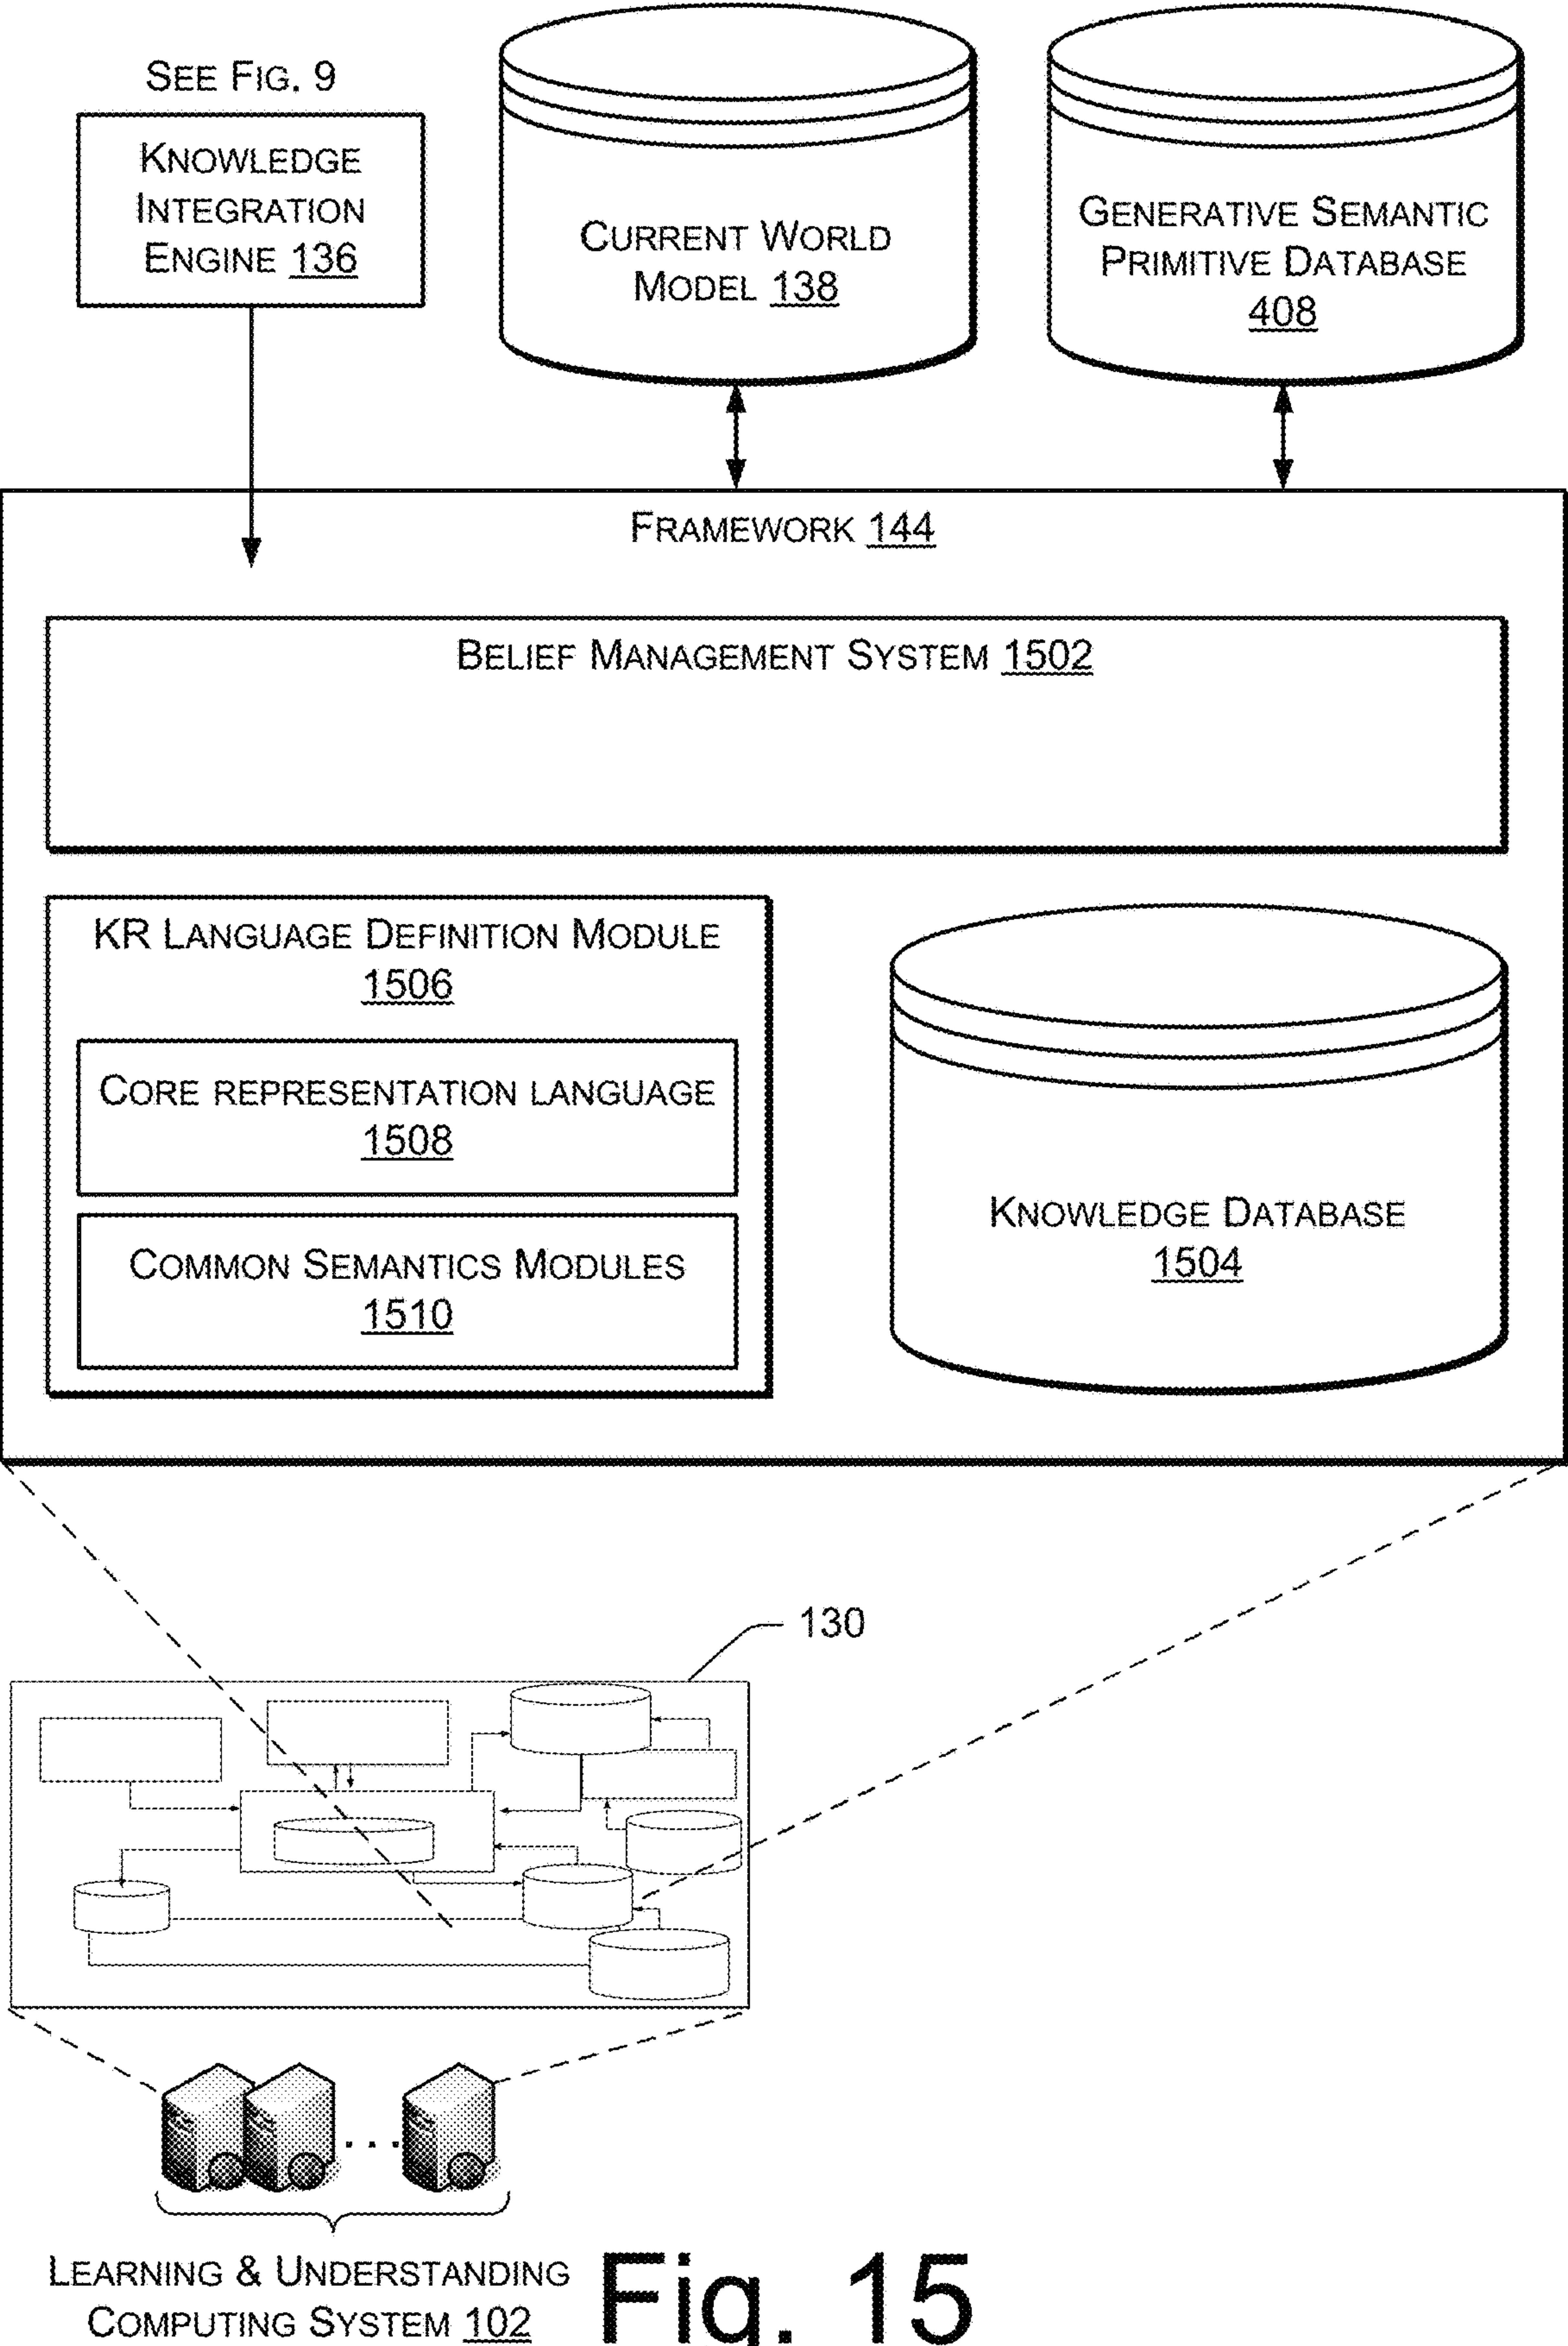 SEE FIG. 9
KNOWLEDGE
INTEGRATION
ENGINE 136
CURRENT WORLD
MODEL 138
GENERATIVE SEMANTIC
PRIMITIVE DATABASE
408
FRAMEWORK 144
BELIEF MANAGEMENT SYSTEM 1502
KR LANGUAGE DEFINITION MODULE
1506
CORE REPRESENTATION LANGUAGE
1508
COMMON SEMANTICS MODULES
1510
KNOWLEDGE DATABASE
1504
130
...
LEARNING & UNDERSTANDING
COMPUTING SYSTEM 102
Fig. 15